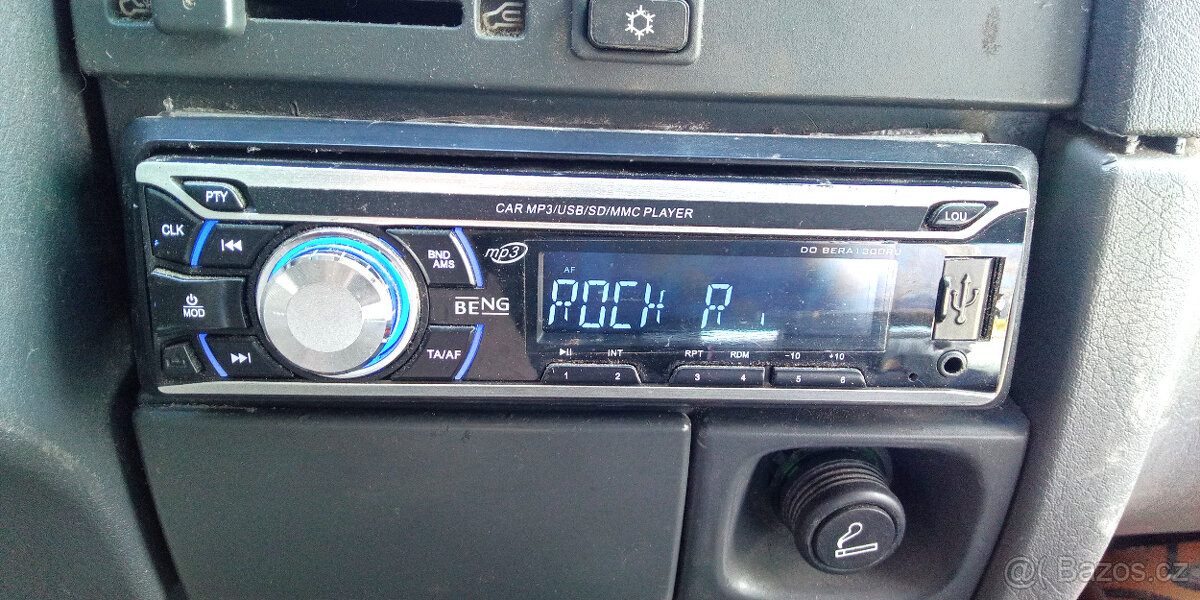 PTY
CAR MP3/USB/SD/MMC PLAYER
LOU
CLK
BND
AMS
mp3
AF
MOD
BENG
ROCK R
TA/AF
INT
RPT
RDM
-10
+10
1
2
3
4
5
6
@( Bazos.cz